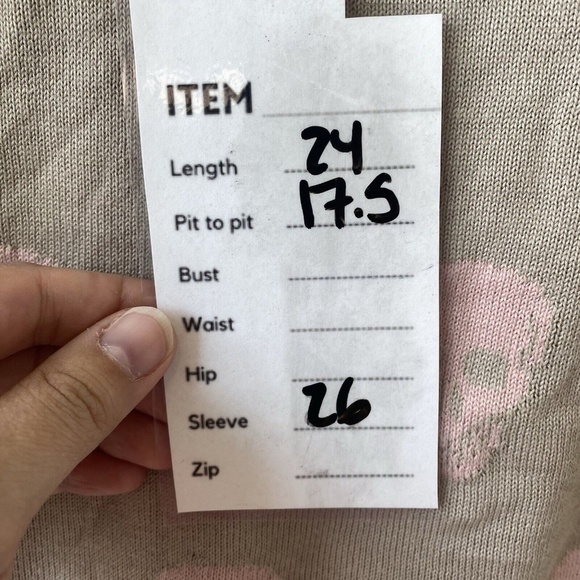 ITEM
Length 24
Pit to pit 17.5
Bust
Waist
Hip
Sleeve 26
Zip